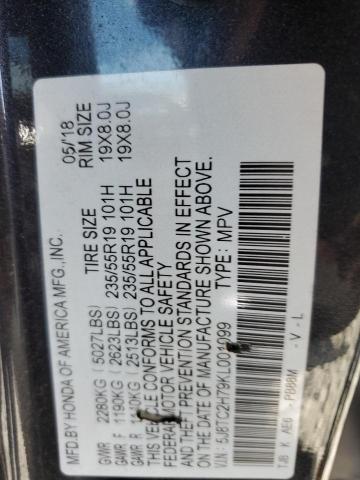 MFD.BY HONDA OF AMERICA MFG.,INC. 05/18
TIRE SIZE RIM SIZE
GVWR 2280KG (5027LBS)
GAWR F 1190KG (2623LBS) 235/55R19 101H 19X8.0J
GAWR R (2513LBS) 235/55R19 101H 19X8.0J
THIS VEHICLE CONFORMS TO ALL APPLICABLE
FEDERAL MOTOR VEHICLE SAFETY
AND THEFT PREVENTION STANDARDS IN EFFECT
ON THE DATE OF MANUFACTURE SHOWN ABOVE.
V.I.N: TYPE: MPV
TJB K AE0 - V - L